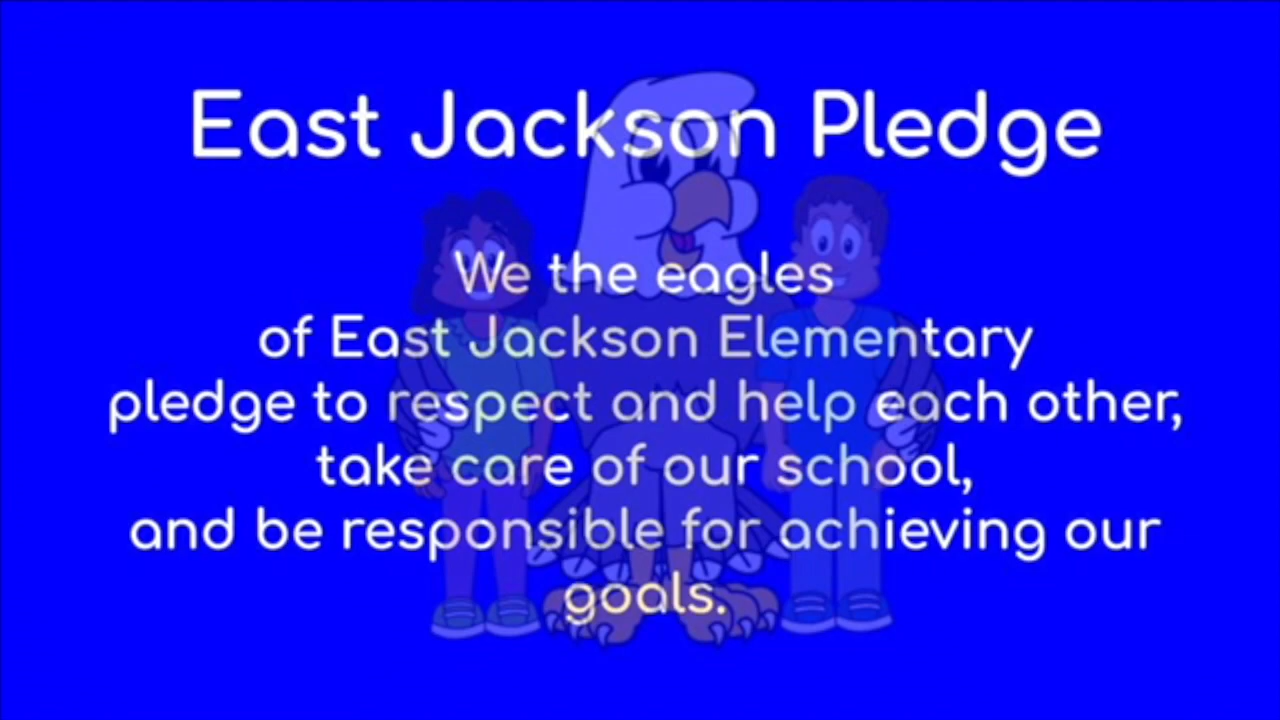 East Jackson Pledge
We the eagles
of East Jackson Elementary
pledge to respect and help each other,
take care of our school,
and be responsible for achieving our
goals.